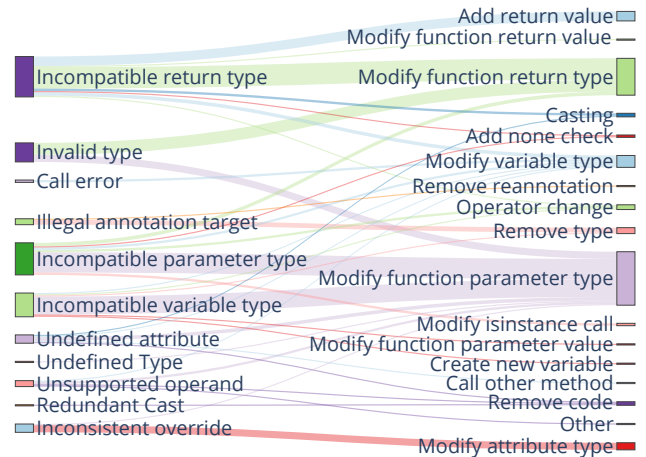 Incompatible return type
Invalid type
Call error
Illegal annotation target
Incompatible parameter type
Incompatible variable type
Undefined attribute
Undefined Type
Unsupported operand
Redundant Cast
Inconsistent override
Add return value
Modify function return value
Modify function return type
Casting
Add none check
Modify variable type
Remove reannotation
Operator change
Remove type
Modify function parameter type
Modify isinstance call
Modify function parameter value
Create new variable
Call other method
Remove code
Other
Modify attribute type